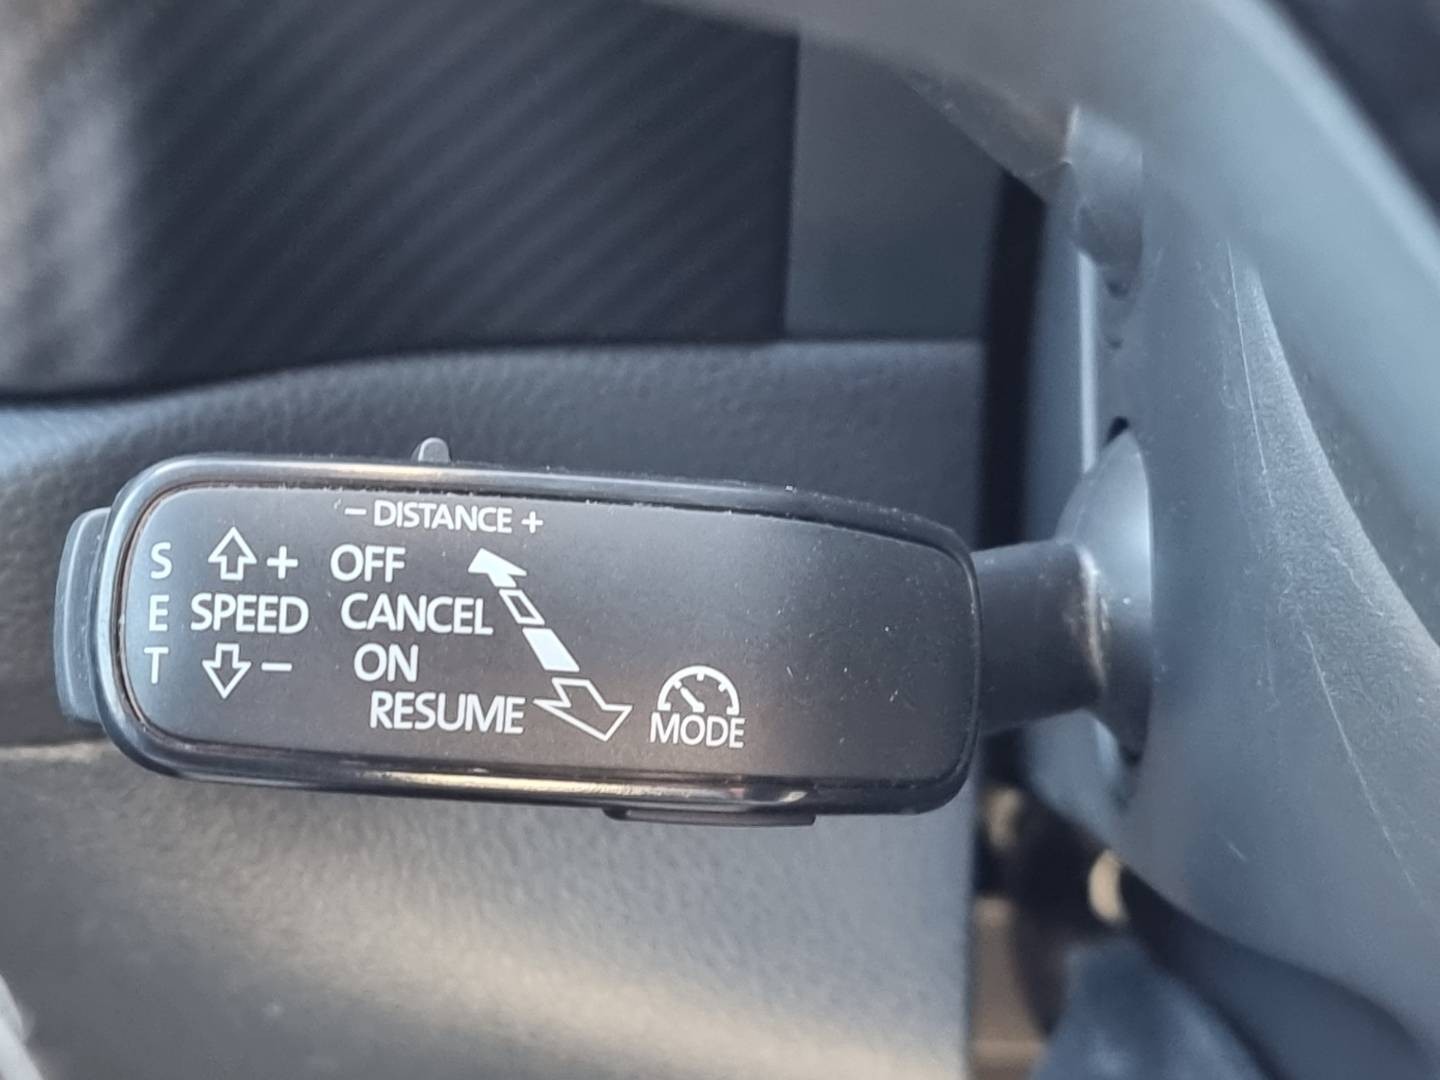 – DISTANCE +
S + OFF
E SPEED CANCEL
T – ON
RESUME
MODE